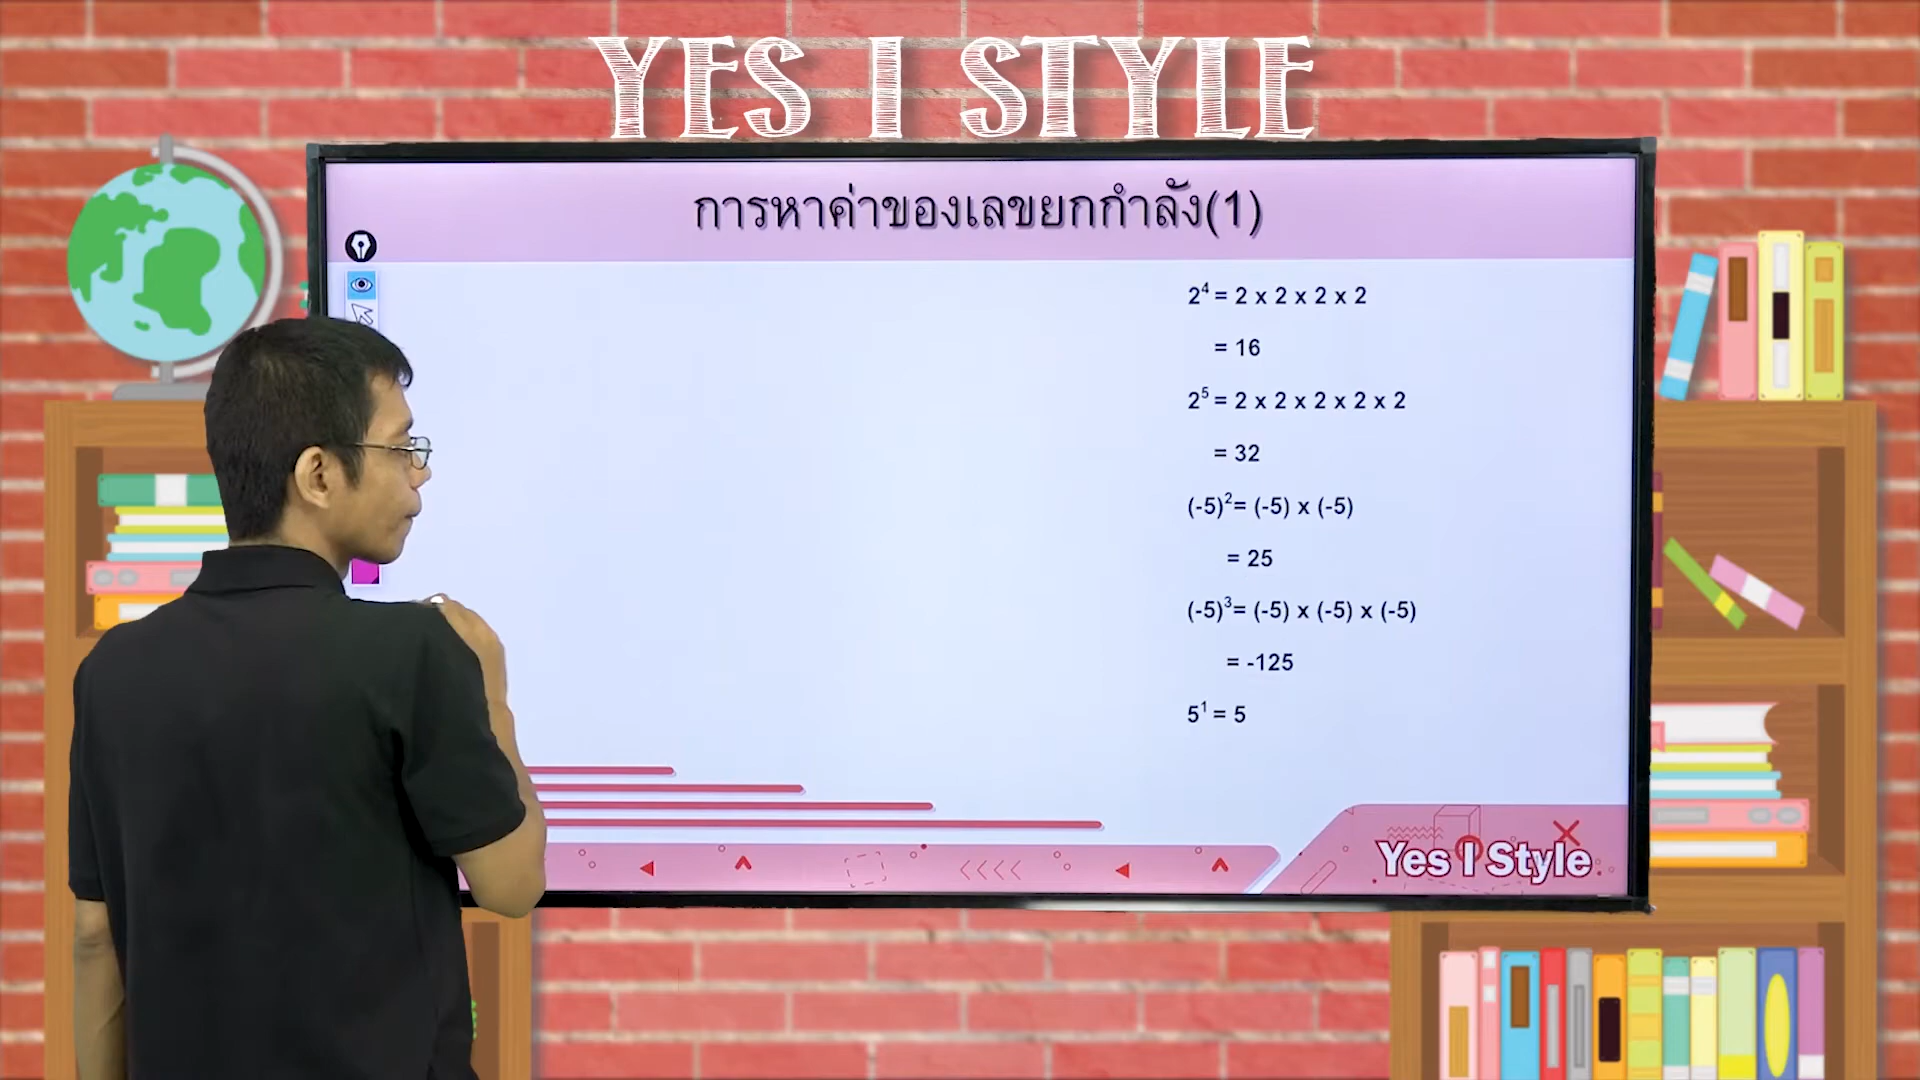 YES I STYLE
การหาค่าของเลขยกกำลัง(1)
2⁴ = 2 x 2 x 2 x 2
= 16
2⁵ = 2 x 2 x 2 x 2 x 2
= 32
(-5)²= (-5) x (-5)
= 25
(-5)³= (-5) x (-5) x (-5)
= -125
5¹ = 5
Yes I Style